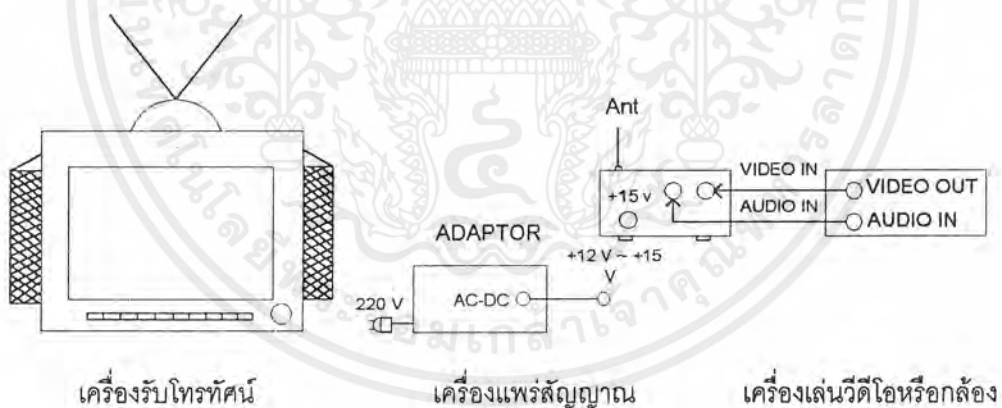 Ant
VIDEO IN
VIDEO OUT
+15 v
AUDIO IN
AUDIO IN
ADAPTOR
+12 V ~ +15
V
220 V
AC-DC
เครื่องรับโทรทัศน์
เครื่องแพร่สัญญาณ
เครื่องเล่นวีดีโอหรือกล้อง